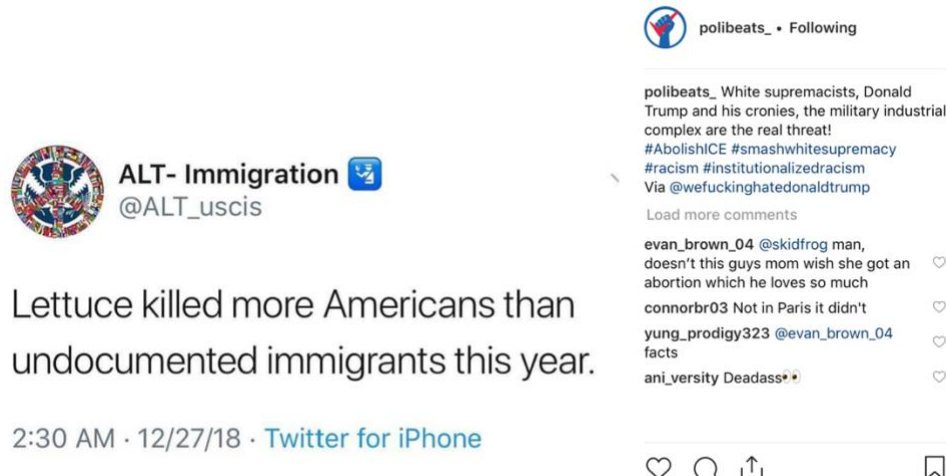 ALT- Immigration
@ALT_uscis
Lettuce killed more Americans than
undocumented immigrants this year.
2:30 AM · 12/27/18 · Twitter for iPhone
polibeats_ • Following
polibeats_ White supremacists, Donald
Trump and his cronies, the military industrial
complex are the real threat!
#AbolishICE #smashwhitesupremacy
#racism #institutionalizedracism
Via @wefuckinghatedonaldtrump
Load more comments
evan_brown_04 @skidfrog man,
doesn't this guys mom wish she got an
abortion which he loves so much
connorbr03 Not in Paris it didn't
yung_prodigy323 @evan_brown_04
facts
ani_versity Deadass👀